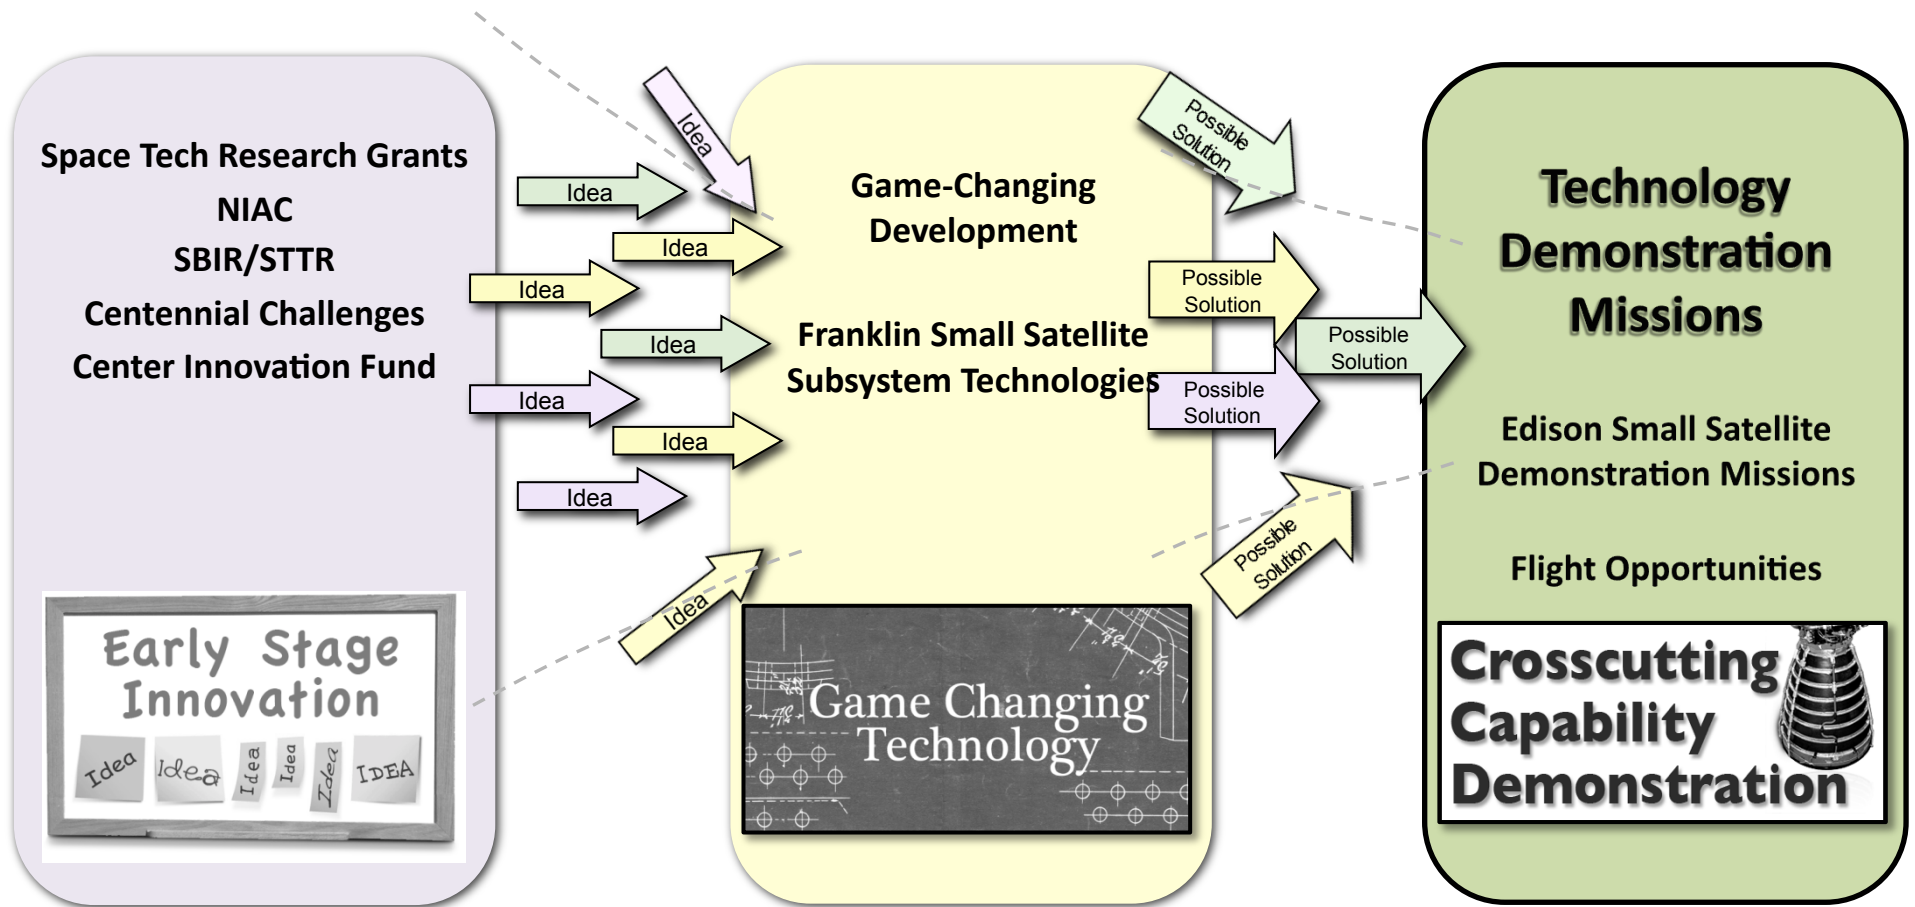 Space Tech Research Grants
NIAC
SBIR/STTR
Centennial Challenges
Center Innovation Fund
Early Stage
Innovation
Idea
Idea
Idea
Idea
Idea
IDEA
Idea
Idea
Idea
Idea
Idea
Idea
Idea
Idea
Idea
Game-Changing
Development
Franklin Small Satellite
Subsystem Technologies
Game Changing
Technology
Possible
Solution
Possible
Solution
Possible
Solution
Possible
Solution
Possible
Solution
Technology
Demonstration
Missions
Edison Small Satellite
Demonstration Missions
Flight Opportunities
Crosscutting
Capability
Demonstration